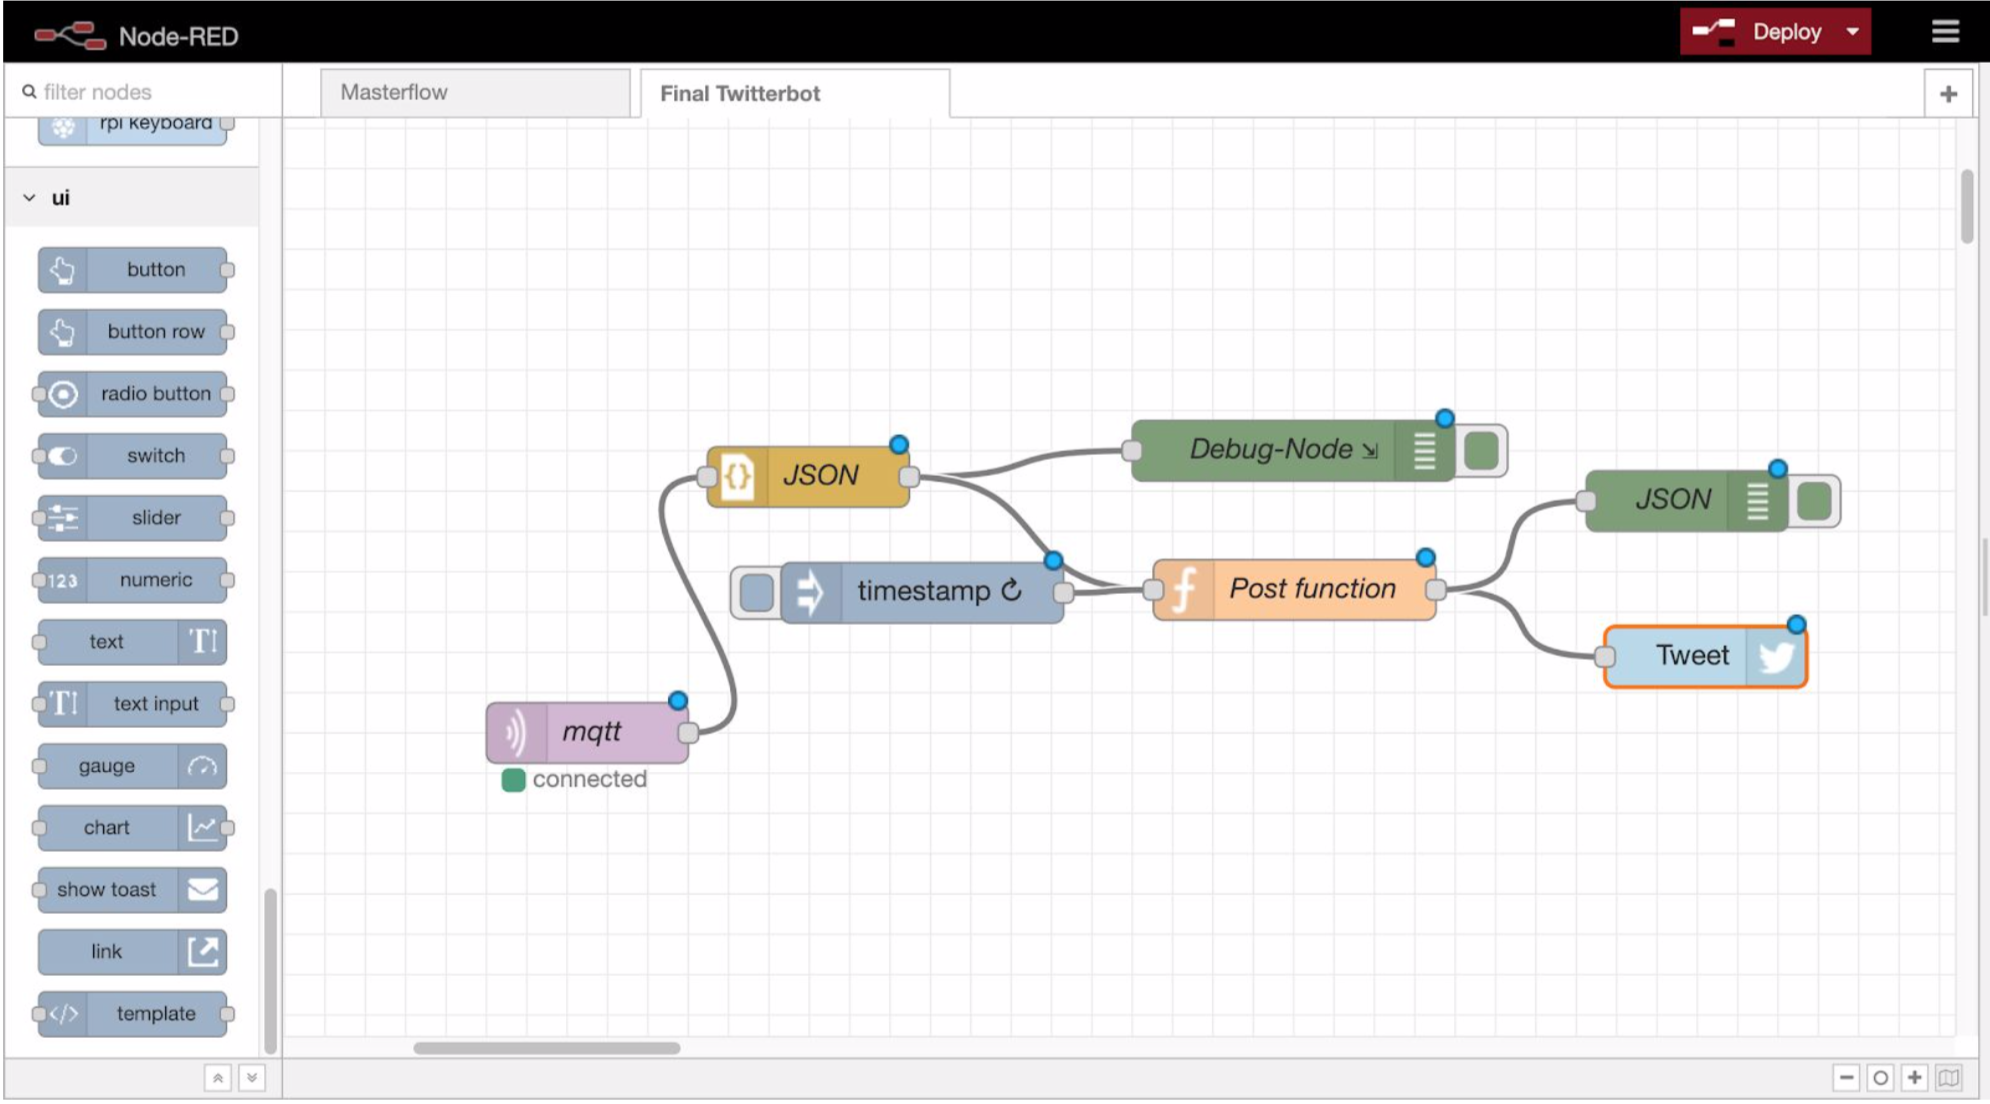 Node-RED
Deploy
filter nodes
Masterflow
Final Twitterbot
rpi keyboard
ui
button
button row
radio button
switch
slider
123 numeric
text
text input
gauge
chart
show toast
link
</> template
JSON
Debug-Node
JSON
timestamp
Post function
Tweet
mqtt
connected